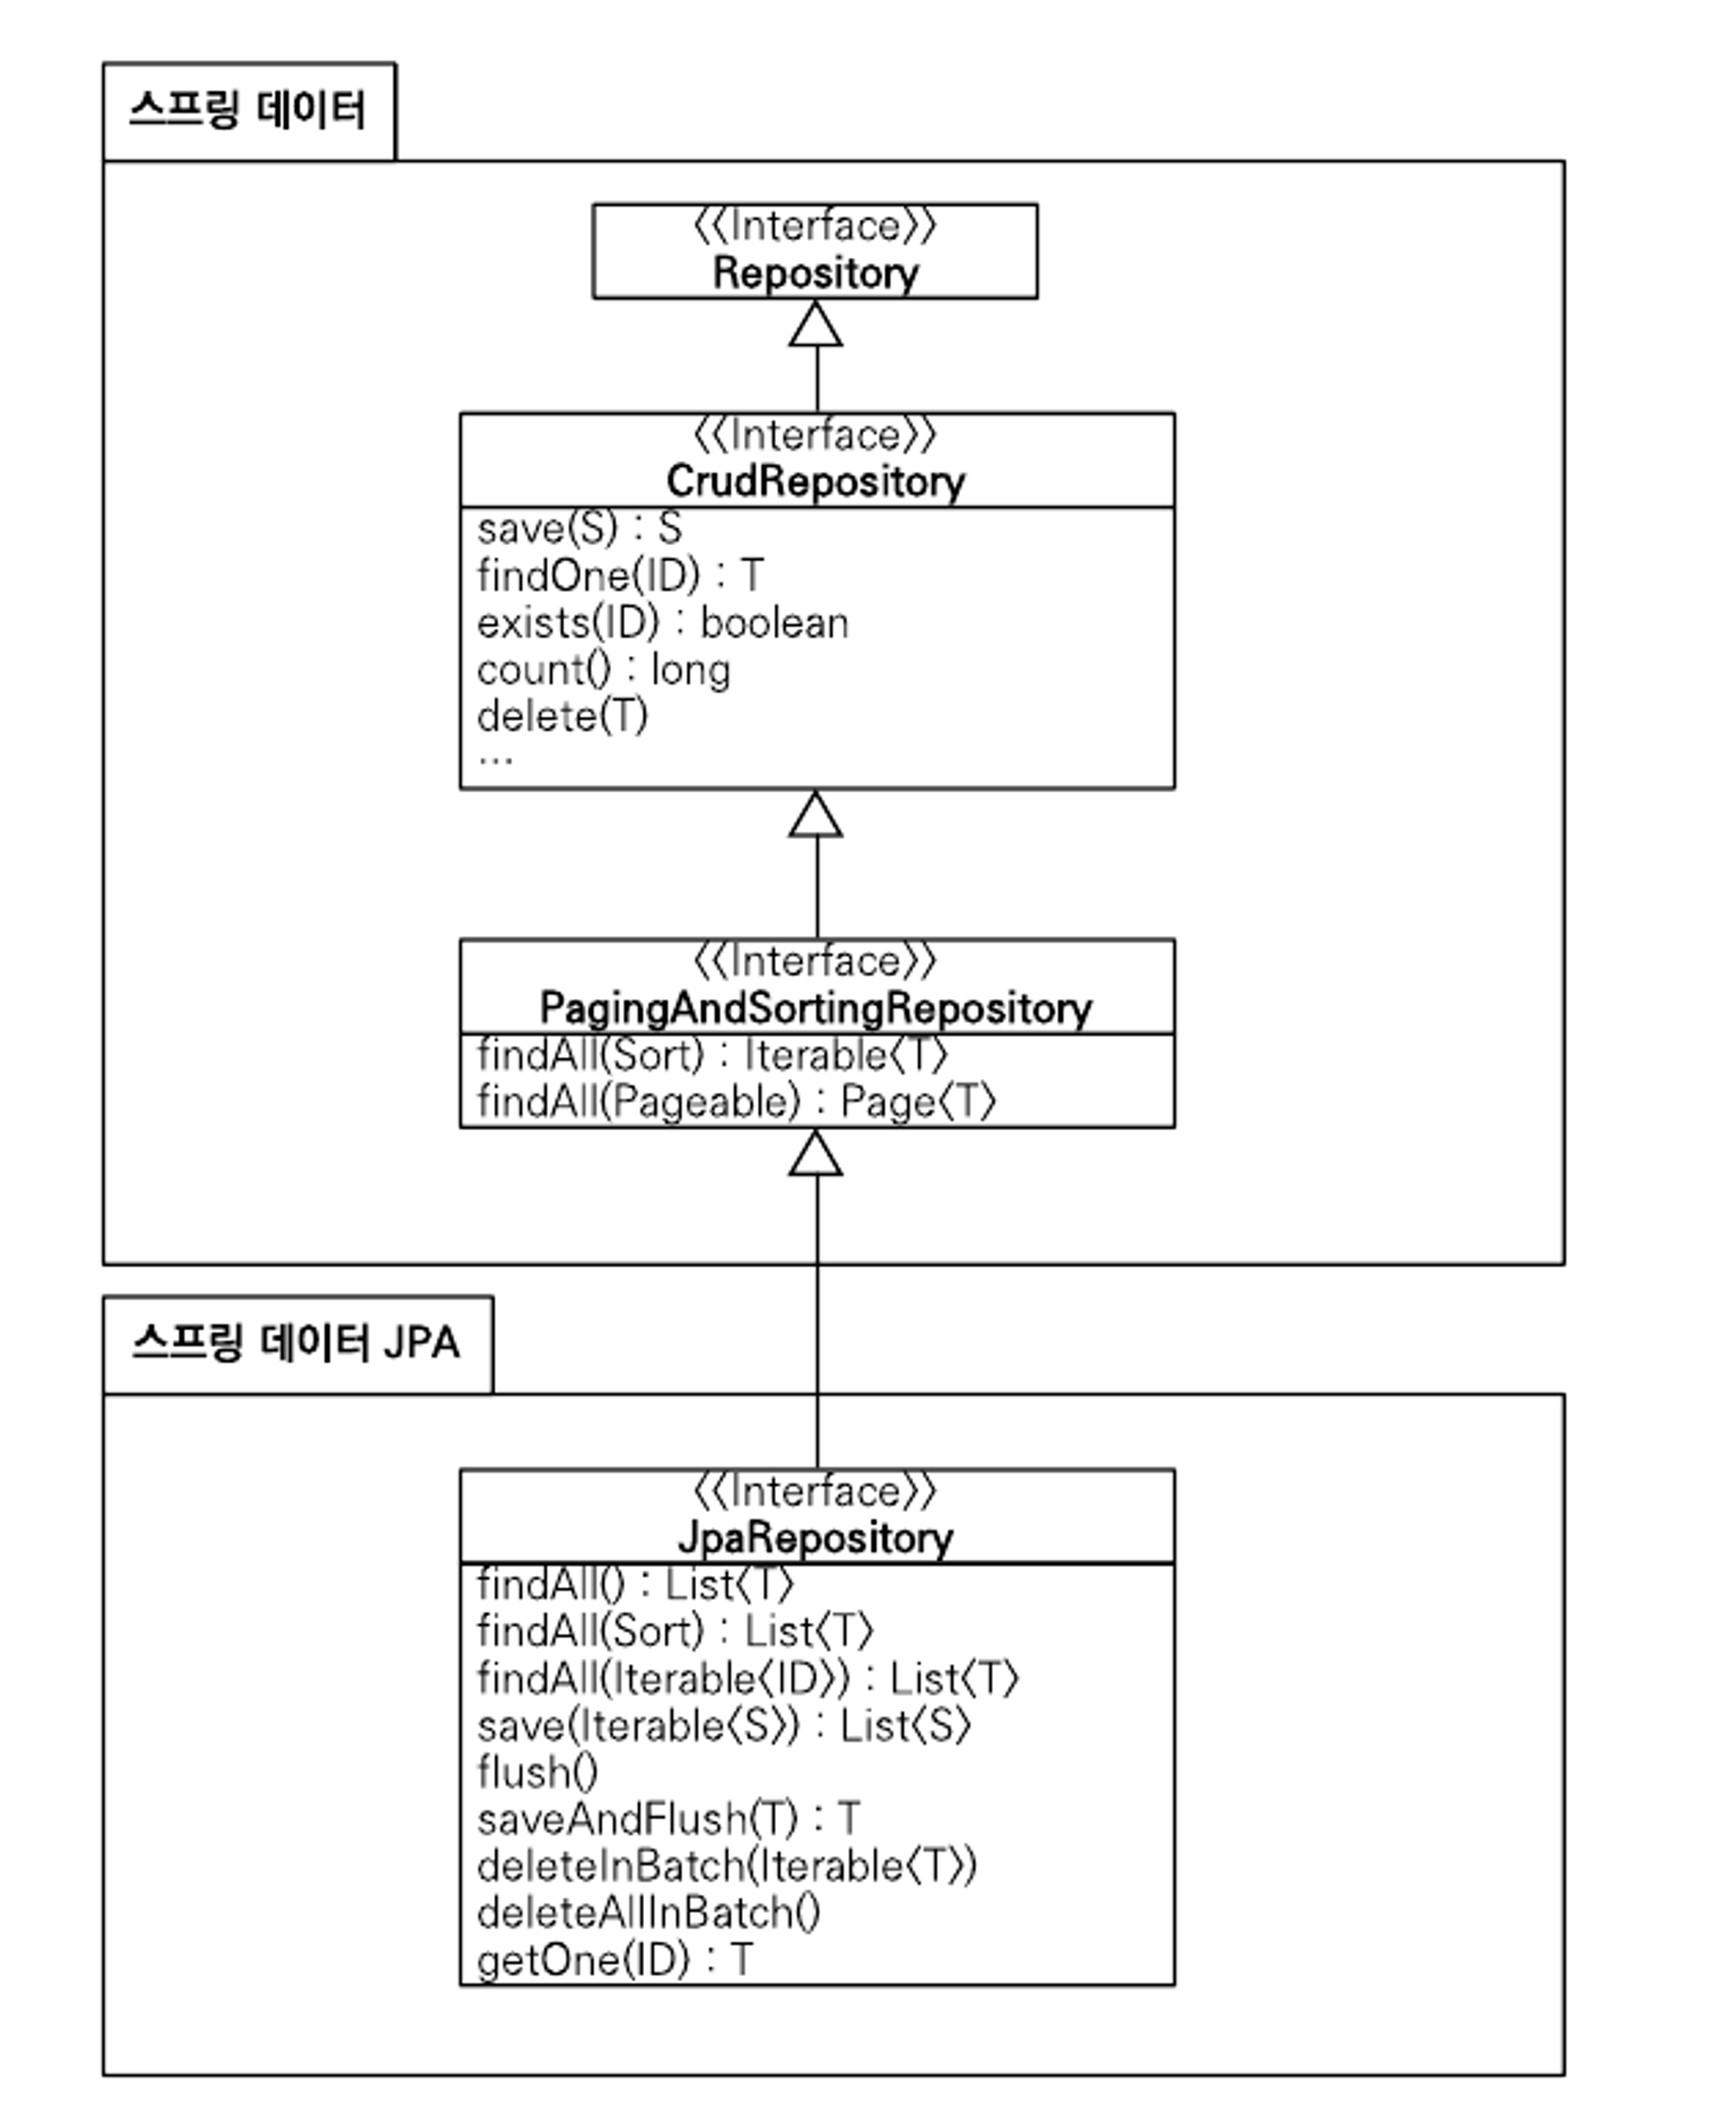 스프링 데이터
〈〈Interface〉〉
Repository
〈〈Interface〉〉
CrudRepository
save(S) : S
findOne(ID) : T
exists(ID) : boolean
count() : long
delete(T)
...
〈〈Interface〉〉
PagingAndSortingRepository
findAll(Sort) : Iterable〈T〉
findAll(Pageable) : Page〈T〉
스프링 데이터 JPA
〈〈Interface〉〉
JpaRepository
findAll() : List〈T〉
findAll(Sort) : List〈T〉
findAll(Iterable〈ID〉) : List〈T〉
save(Iterable〈S〉) : List〈S〉
flush()
saveAndFlush(T) : T
deleteInBatch(Iterable〈T〉)
deleteAllInBatch()
getOne(ID) : T